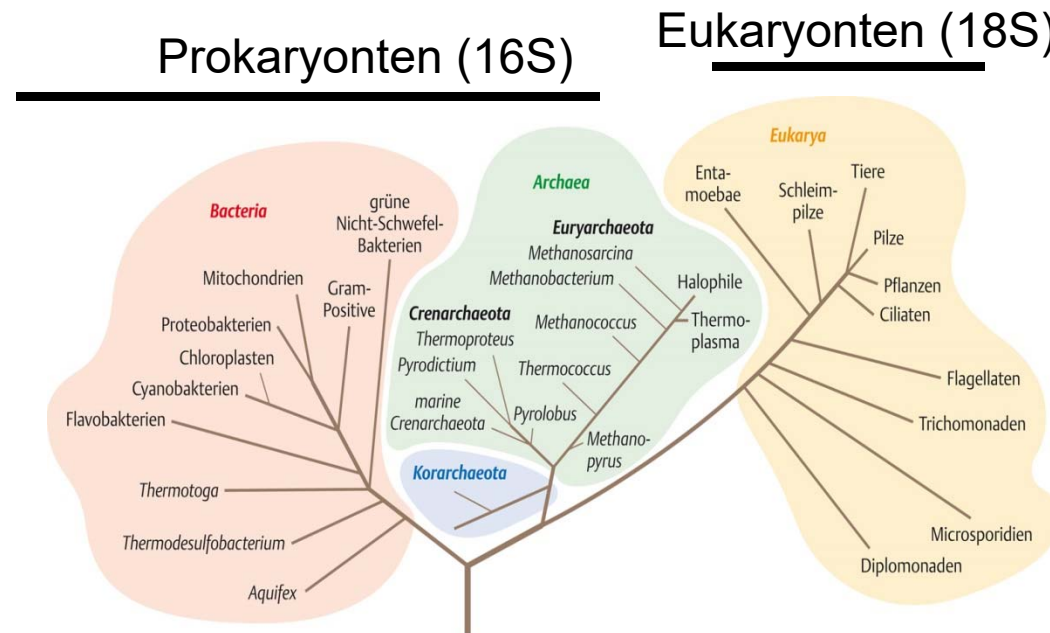 Prokaryonten (16S)
Eukaryonten (18S)
Bacteria
grüne
Nicht-Schwefel-
Bakterien
Mitochondrien
Gram-
Positive
Proteobakterien
Chloroplasten
Cyanobakterien
Flavobakterien
Thermotoga
Thermodesulfobacterium
Aquifex
Archaea
Euryarchaeota
Methanosarcina
Methanobacterium
Halophile
Crenarchaeota
Methanococcus
Thermo-
plasma
Thermoproteus
Pyrodictium
Thermococcus
marine
Crenarchaeota
Pyrolobus
Methano-
pyrus
Korarchaeota
Eukarya
Enta-
moebae
Schleim-
pilze
Tiere
Pilze
Pflanzen
Ciliaten
Flagellaten
Trichomonaden
Microsporidien
Diplomonaden